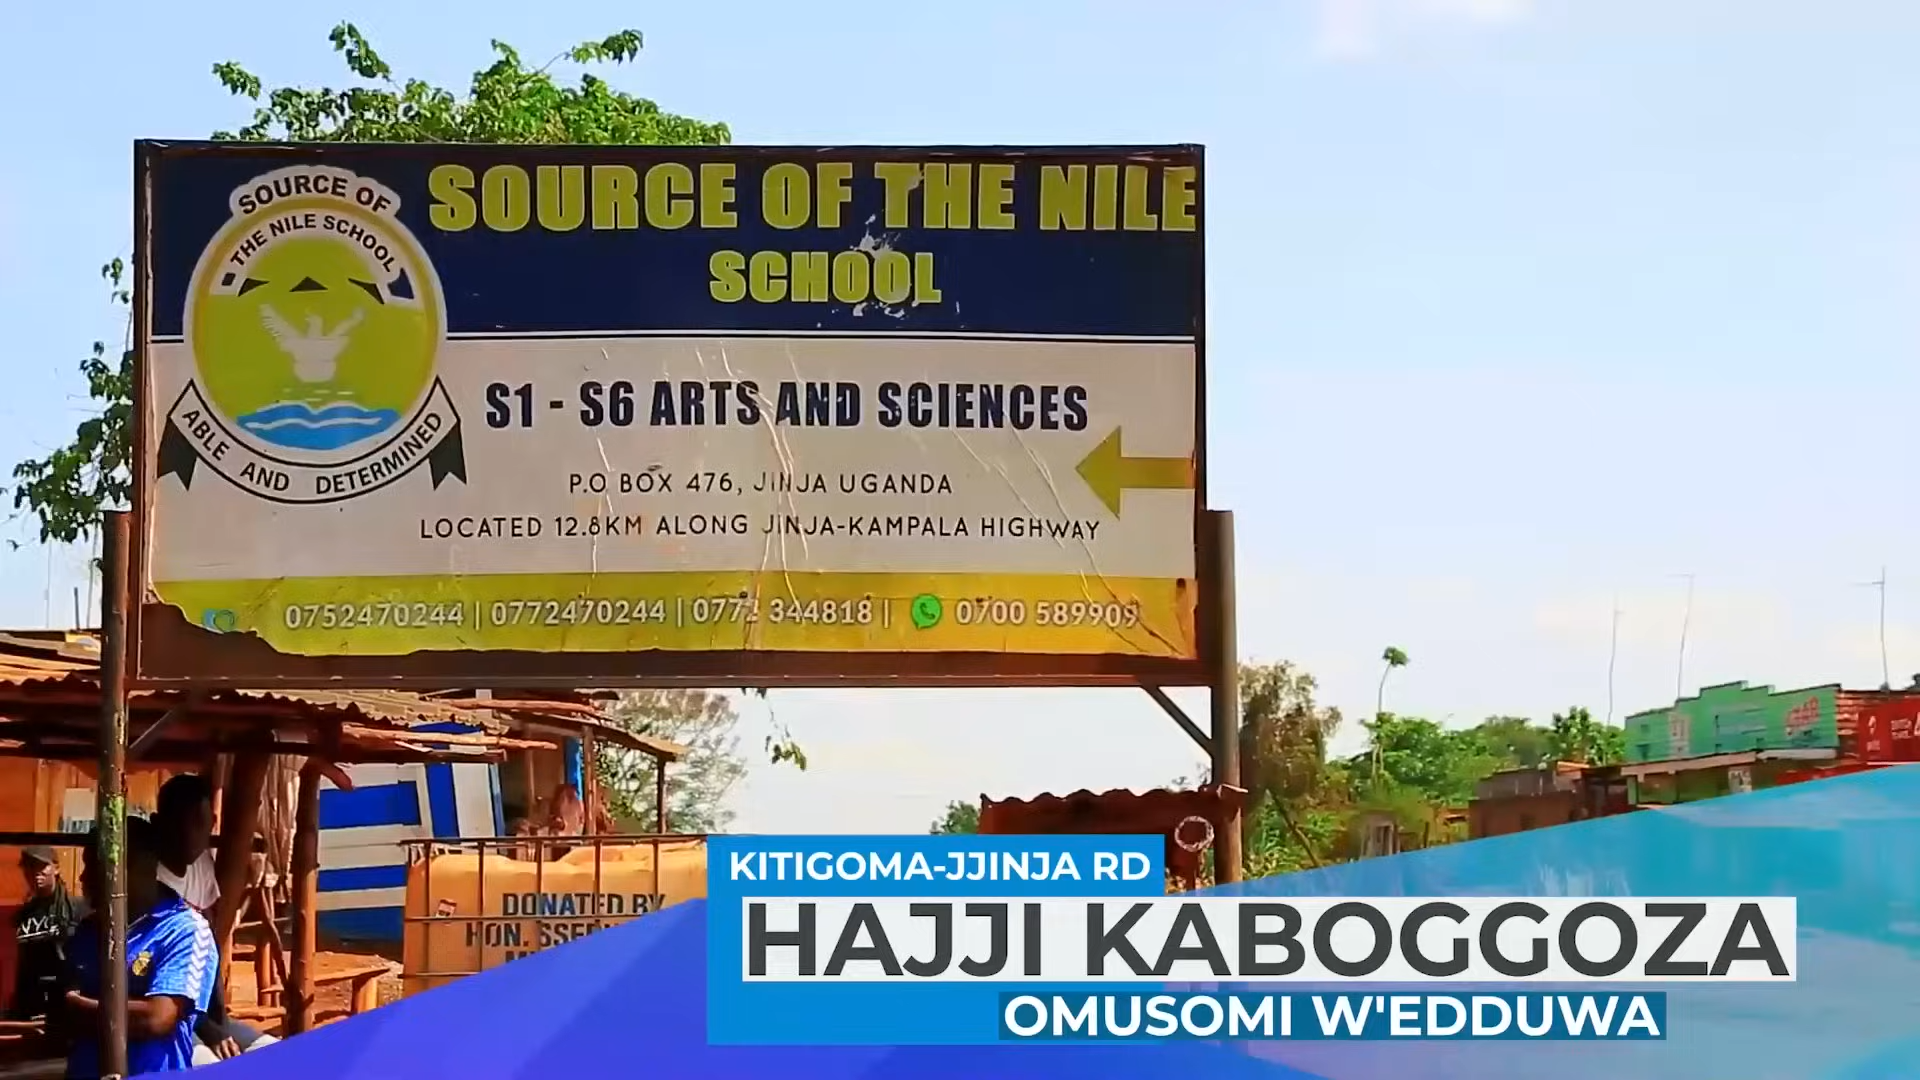 SOURCE OF
THE NILE SCHOOL
ABLE AND DETERMINED
SOURCE OF THE NILE
SCHOOL
S1 - S6 ARTS AND SCIENCES
P.O BOX 476, JINJA UGANDA
LOCATED 12.8KM ALONG JINJA-KAMPALA HIGHWAY
0752470244 | 0772470244 | 0772 344818 | 0700 589909
DONATED BY
HON.
KITIGOMA-JJINJA RD
HAJJI KABOGGOZA
OMUSOMI W'EDDUWA